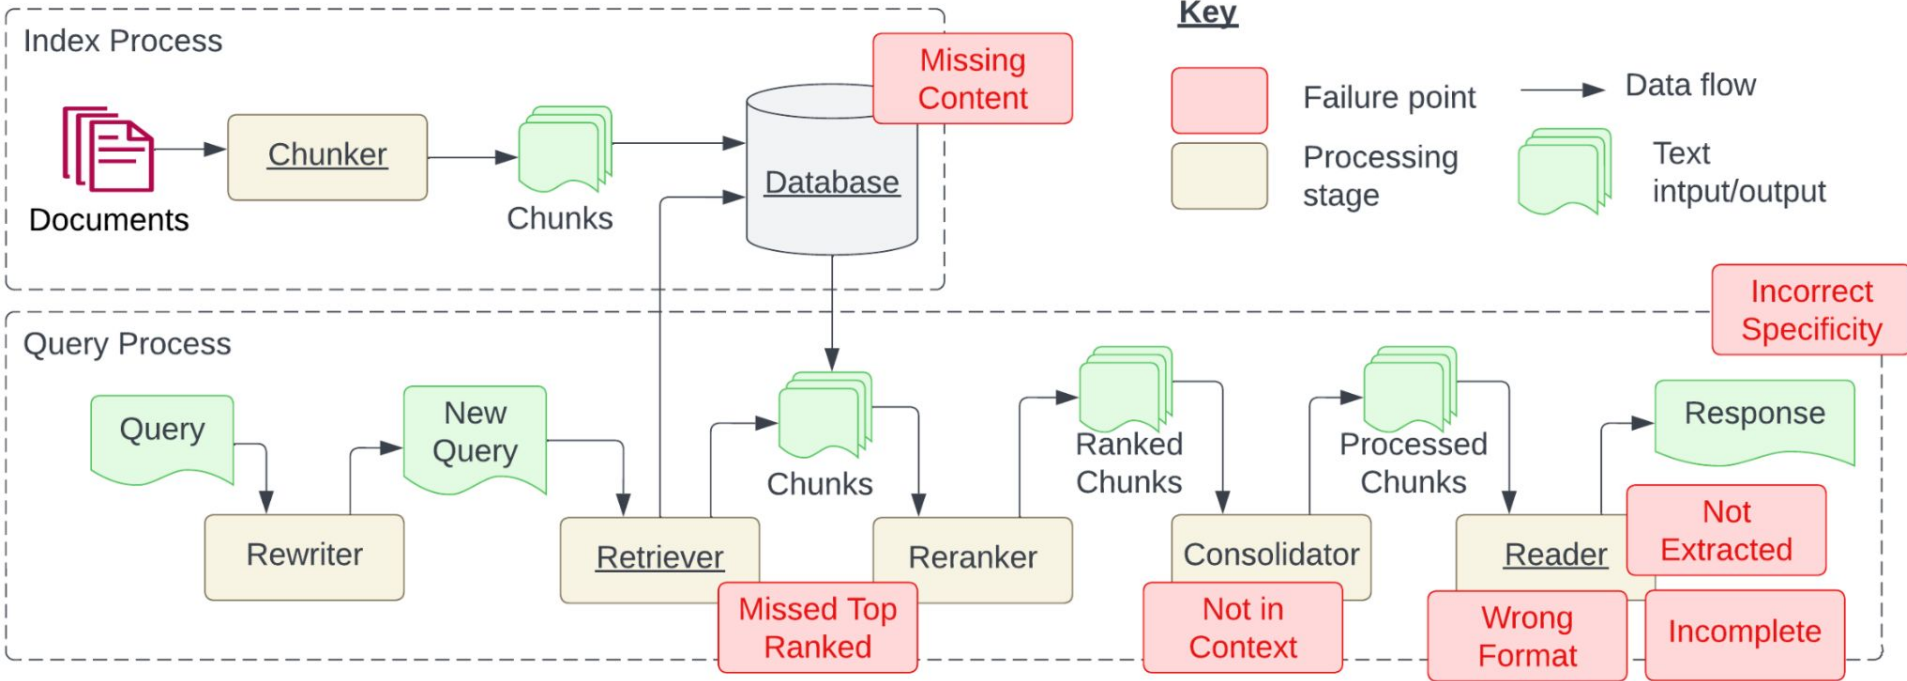 Index Process
Documents
Chunker
Chunks
Database
Missing
Content
Key
Failure point
Data flow
Processing
stage
Text
intput/output
Query Process
Incorrect
Specificity
Query
Rewriter
New
Query
Retriever
Missed Top
Ranked
Chunks
Reranker
Ranked
Chunks
Consolidator
Not in
Context
Processed
Chunks
Reader
Response
Not
Extracted
Wrong
Format
Incomplete